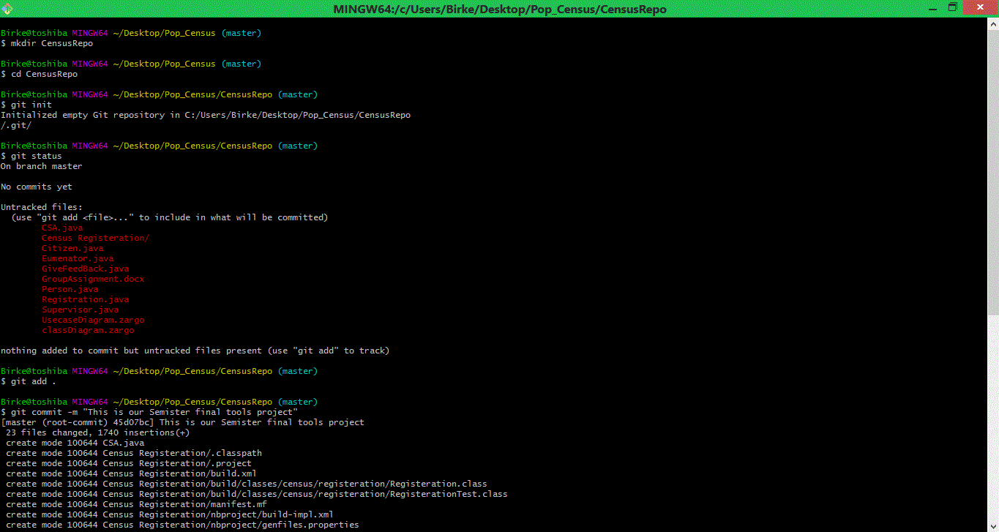 MINGW64:/c/Users/Birke/Desktop/Pop_Census/CensusRepo
Birke@toshiba MINGW64 ~/Desktop/Pop_Census (master)
$ mkdir CensusRepo
Birke@toshiba MINGW64 ~/Desktop/Pop_Census (master)
$ cd CensusRepo
Birke@toshiba MINGW64 ~/Desktop/Pop_Census/CensusRepo (master)
$ git init
Initialized empty Git repository in C:/Users/Birke/Desktop/Pop_Census/CensusRepo
/.git/
Birke@toshiba MINGW64 ~/Desktop/Pop_Census/CensusRepo (master)
$ git status
On branch master
No commits yet
Untracked files:
(use "git add <file>..." to include in what will be committed)
CSA.java
Census Registeration/
Citizen.java
Eumenator.java
GiveFeedBack.java
GroupAssignment.docx
Person.java
Registration.java
Supervisor.java
UsecaseDiagram.zargo
classDiagram.zargo
nothing added to commit but untracked files present (use "git add" to track)
Birke@toshiba MINGW64 ~/Desktop/Pop_Census/CensusRepo (master)
$ git add .
Birke@toshiba MINGW64 ~/Desktop/Pop_Census/CensusRepo (master)
$ git commit -m "This is our Semister final tools project"
[master (root-commit) 45d07bc] This is our Semister final tools project
23 files changed, 1740 insertions(+)
create mode 100644 CSA.java
create mode 100644 Census Registeration/.classpath
create mode 100644 Census Registeration/.project
create mode 100644 Census Registeration/build.xml
create mode 100644 Census Registeration/build/classes/census/registeration/Registeration.class
create mode 100644 Census Registeration/build/classes/census/registeration/RegisterationTest.class
create mode 100644 Census Registeration/manifest.mf
create mode 100644 Census Registeration/nbproject/build-impl.xml
create mode 100644 Census Registeration/nbproject/genfiles.properties